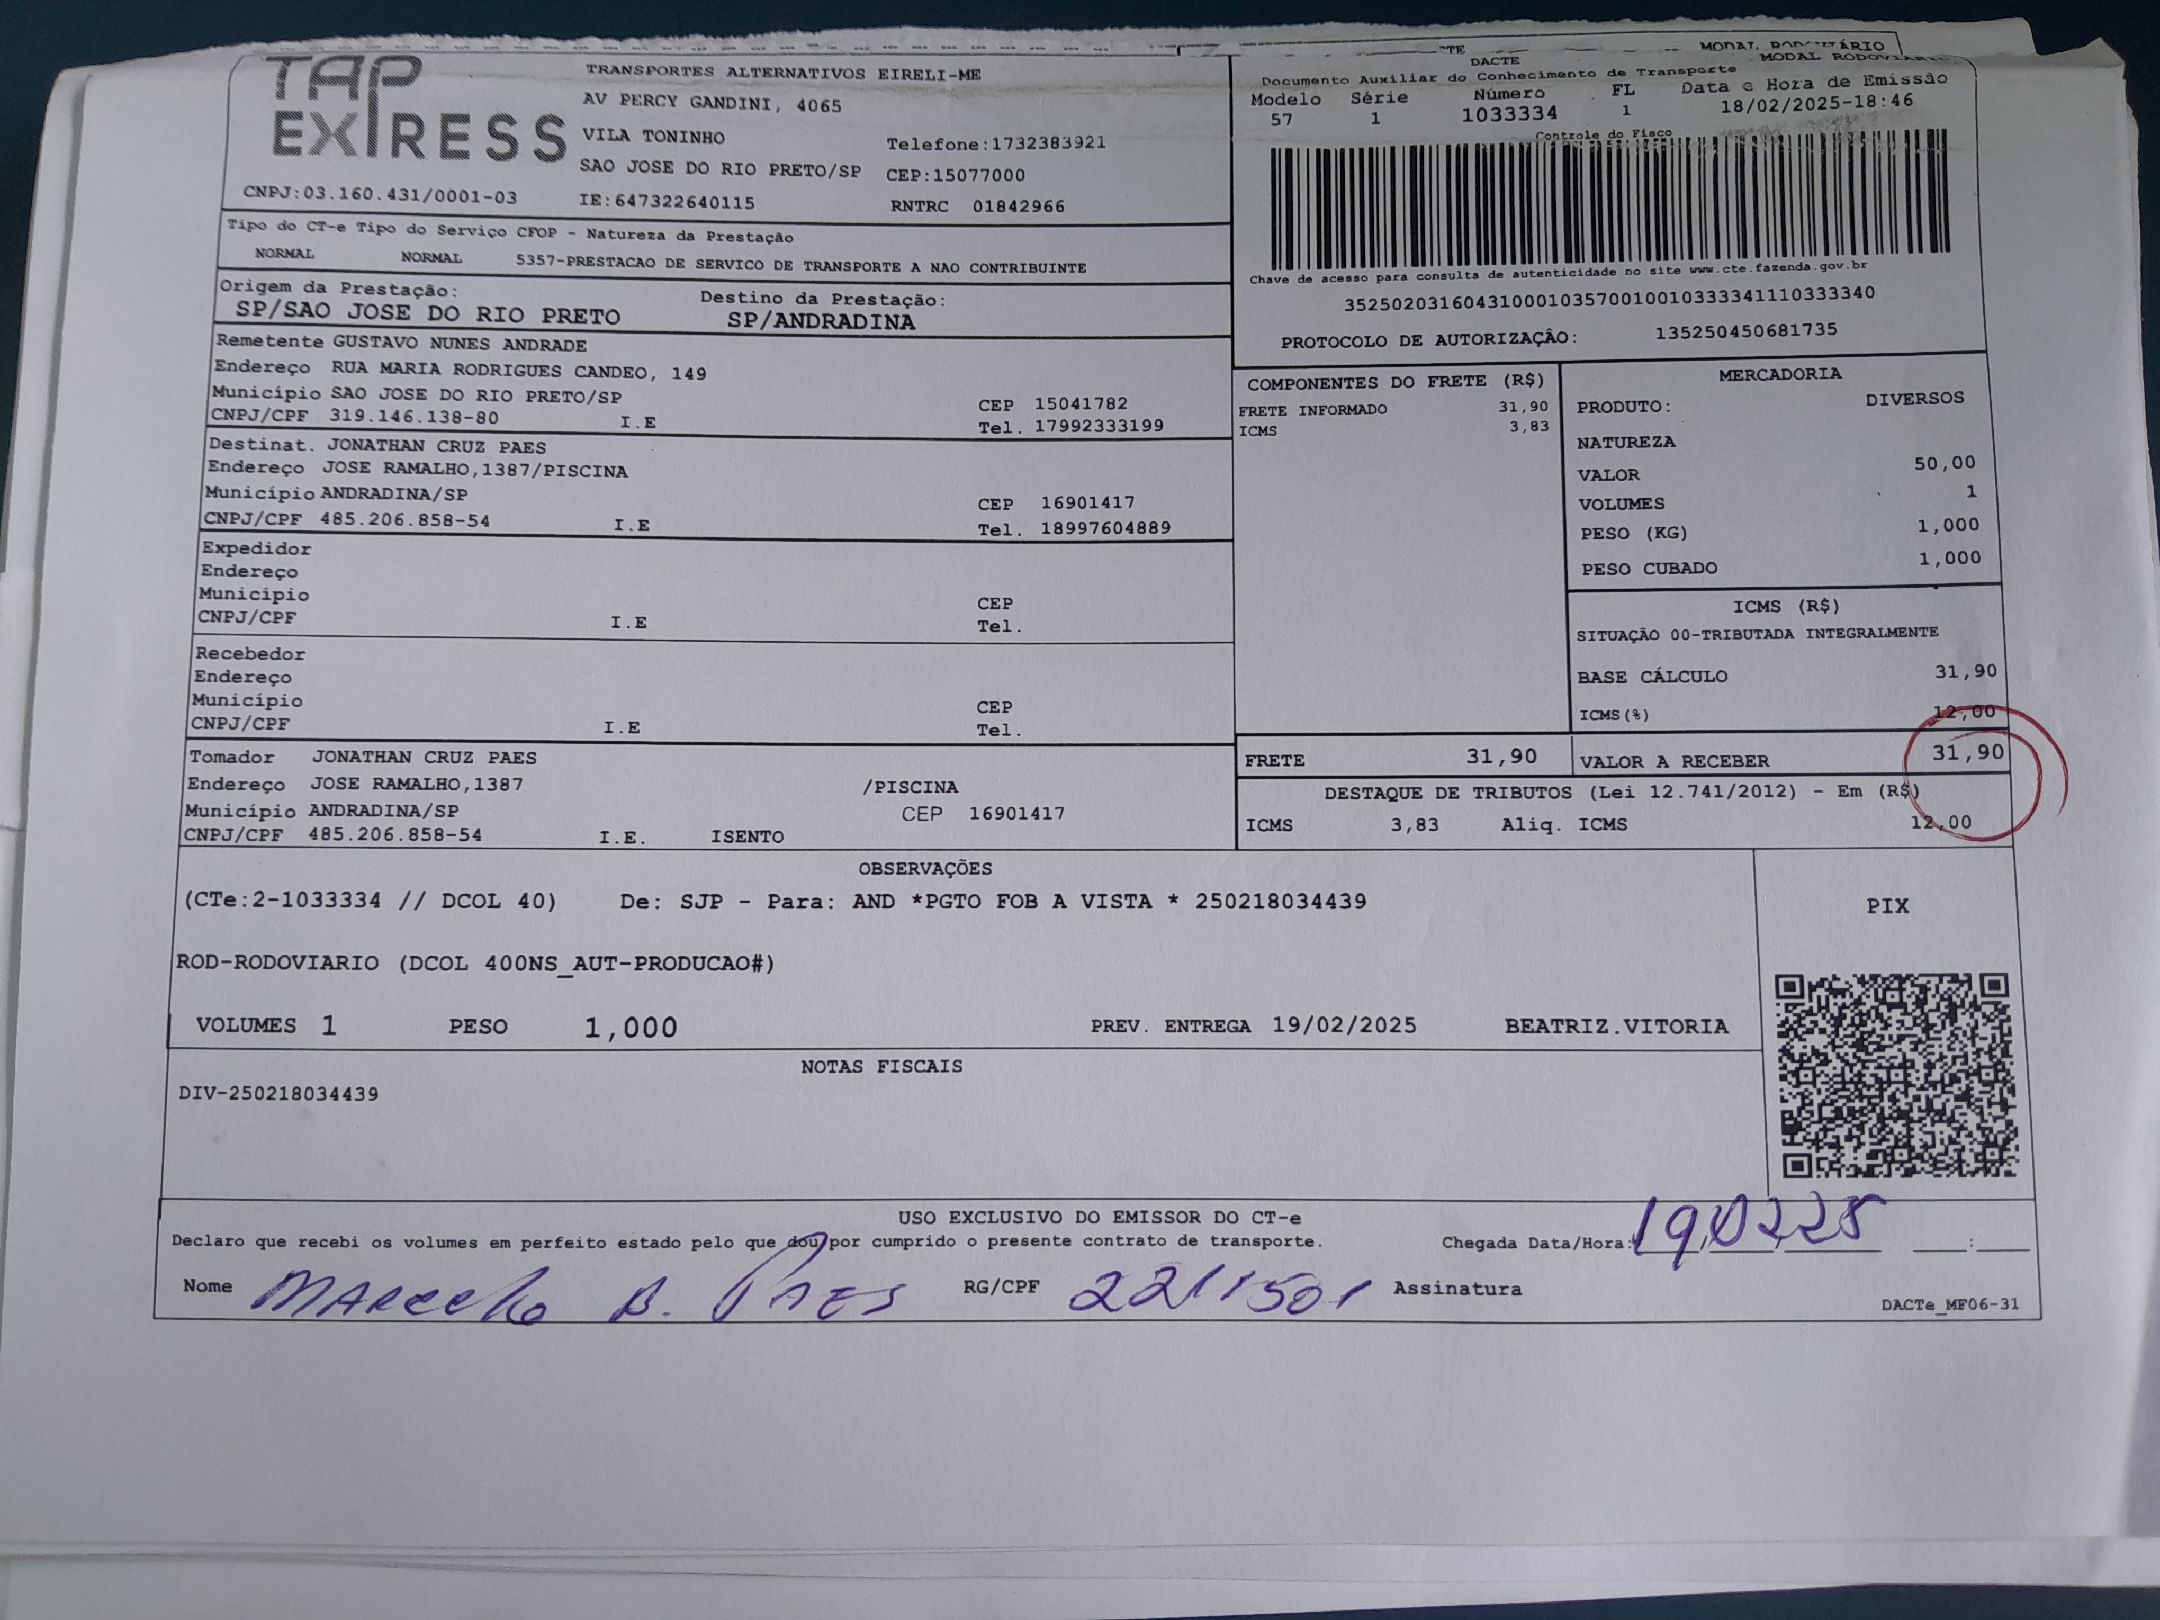 TAP EXPRESS
TRANSPORTES ALTERNATIVOS EIRELI-ME
AV PERCY GANDINI, 4065
VILA TONINHO Telefone:1732383921
SAO JOSE DO RIO PRETO/SP CEP:15077000
CNPJ:03.160.431/0001-03 IE:647322640115 RNTRC 01842966
MODAL RODOVIÁRIO
DACTE MODAL RODOVIÁRIO
Documento Auxiliar do Conhecimento de Transporte
Modelo Série Número FL Data e Hora de Emissão
57 1 1033334 1 18/02/2025-18:46
Controle do Fisco
Chave de acesso para consulta de autenticidade no site www.cte.fazenda.gov.br
35250203160431000103570010010333341110333340
PROTOCOLO DE AUTORIZAÇÂO: 135250450681735
Tipo do CT-e Tipo do Serviço CFOP - Natureza da Prestação
NORMAL NORMAL 5357-PRESTACAO DE SERVICO DE TRANSPORTE A NAO CONTRIBUINTE
Origem da Prestação: Destino da Prestação:
SP/SAO JOSE DO RIO PRETO SP/ANDRADINA
Remetente GUSTAVO NUNES ANDRADE
Endereço RUA MARIA RODRIGUES CANDEO, 149
Município SAO JOSE DO RIO PRETO/SP CEP 15041782
CNPJ/CPF 319.146.138-80 I.E Tel. 17992333199
Destinat. JONATHAN CRUZ PAES
Endereço JOSE RAMALHO,1387/PISCINA
Município ANDRADINA/SP CEP 16901417
CNPJ/CPF 485.206.858-54 I.E Tel. 18997604889
Expedidor
Endereço
Município CEP
CNPJ/CPF I.E Tel.
Recebedor
Endereço
Município CEP
CNPJ/CPF I.E Tel.
Tomador JONATHAN CRUZ PAES
Endereço JOSE RAMALHO,1387 /PISCINA
Município ANDRADINA/SP CEP 16901417
CNPJ/CPF 485.206.858-54 I.E. ISENTO
COMPONENTES DO FRETE (R$)
FRETE INFORMADO 31,90
ICMS 3,83
MERCADORIA
PRODUTO: DIVERSOS
NATUREZA
VALOR 50,00
VOLUMES 1
PESO (KG) 1,000
PESO CUBADO 1,000
ICMS (R$)
SITUAÇÃO 00-TRIBUTADA INTEGRALMENTE
BASE CÁLCULO 31,90
ICMS(%) 12,00
FRETE 31,90 VALOR A RECEBER 31,90
DESTAQUE DE TRIBUTOS (Lei 12.741/2012) - Em (R$)
ICMS 3,83 Aliq. ICMS 12,00
OBSERVAÇÕES
(CTe:2-1033334 // DCOL 40) De: SJP - Para: AND *PGTO FOB A VISTA * 250218034439
ROD-RODOVIARIO (DCOL 400NS_AUT-PRODUCAO#)
VOLUMES 1 PESO 1,000 PREV. ENTREGA 19/02/2025 BEATRIZ.VITORIA
PIX
NOTAS FISCAIS
DIV-250218034439
USO EXCLUSIVO DO EMISSOR DO CT-e
Declaro que recebi os volumes em perfeito estado pelo que dou por cumprido o presente contrato de transporte. Chegada Data/Hora: 19 02 25 __:__
Nome MARCELO B. PAES RG/CPF 2211501 Assinatura
DACTe_MF06-31